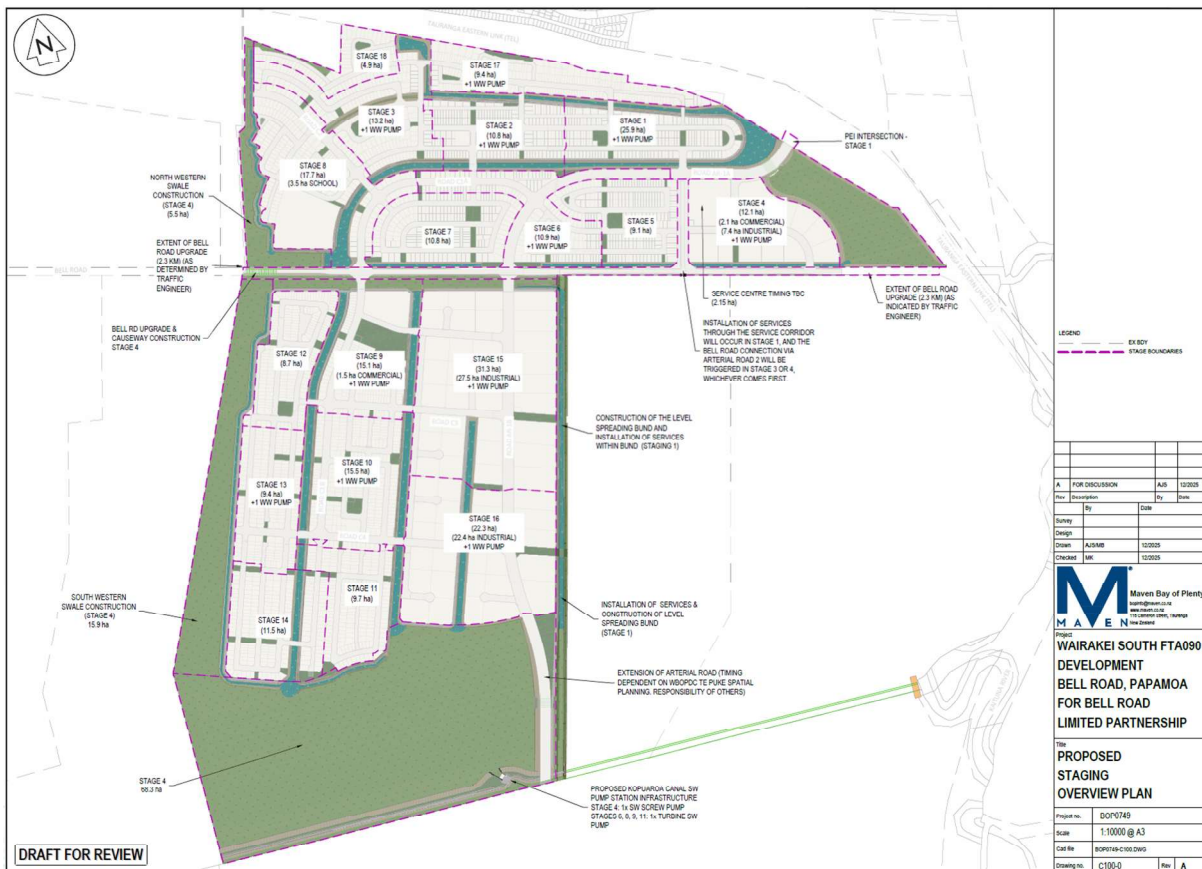 N
TAURANGA EASTERN LINK (TEL)
STAGE 18
(4.9 ha)
STAGE 17
(9.4 ha)
+1 WW PUMP
STAGE 3
(13.2 ha)
+1 WW PUMP
STAGE 2
(10.8 ha)
+1 WW PUMP
STAGE 1
(25.9 ha)
+1 WW PUMP
PEI INTERSECTION -
STAGE 1
STAGE 8
(17.7 ha)
(3.5 ha SCHOOL)
NORTH WESTERN
SWALE
CONSTRUCTION
(STAGE 4)
(5.5 ha)
STAGE 7
(10.8 ha)
STAGE 6
(10.9 ha)
+1 WW PUMP
STAGE 5
(9.1 ha)
STAGE 4
(12.1 ha)
(2.1 ha COMMERCIAL)
(7.4 ha INDUSTRIAL)
+1 WW PUMP
EXTENT OF BELL
ROAD UPGRADE
(2.3 KM) (AS
DETERMINED BY
TRAFFIC
ENGINEER)
BELL ROAD
SERVICE CENTRE TIMING TBC
(2.15 ha)
EXTENT OF BELL ROAD
UPGRADE (2.3 KM) (AS
INDICATED BY TRAFFIC
ENGINEER)
BELL RD UPGRADE &
CAUSEWAY CONSTRUCTION
STAGE 4
INSTALLATION OF SERVICES
THROUGH THE SERVICE CORRIDOR
WILL OCCUR IN STAGE 1, AND THE
BELL ROAD CONNECTION VIA
ARTERIAL ROAD 2 WILL BE
TRIGGERED IN STAGE 3 OR 4,
WHICHEVER COMES FIRST
STAGE 12
(8.7 ha)
STAGE 9
(15.1 ha)
(1.5 ha COMMERCIAL)
+1 WW PUMP
STAGE 15
(31.3 ha)
(27.5 ha INDUSTRIAL)
+1 WW PUMP
CONSTRUCTION OF THE LEVEL
SPREADING BUND AND
INSTALLATION OF SERVICES
WITHIN BUND (STAGING 1)
STAGE 10
(15.5 ha)
+1 WW PUMP
STAGE 13
(9.4 ha)
+1 WW PUMP
STAGE 16
(22.3 ha)
(22.4 ha INDUSTRIAL)
+1 WW PUMP
STAGE 11
(9.7 ha)
STAGE 14
(11.5 ha)
SOUTH WESTERN
SWALE CONSTRUCTION
(STAGE 4)
15.9 ha
INSTALLATION OF SERVICES &
CONSTRUCTION OF LEVEL
SPREADING BUND
(STAGE 1)
EXTENSION OF ARTERIAL ROAD (TIMING
DEPENDENT ON WBOPDC TE PUKE SPATIAL
PLANNING. RESPONSIBILITY OF OTHERS)
STAGE 4
68.3 ha
PROPOSED KOPUAROA CANAL SW
PUMP STATION INFRASTRUCTURE
STAGE 4: 1x SW SCREW PUMP
1x TURBINE SW
PUMP
DRAFT FOR REVIEW
LEGEND
EX BDY
STAGE BOUNDARIES
A FOR DISCUSSION AJS 12/2025
Rev Description By Date
By Date
Survey
Design
Drawn AJS/MB 12/2025
Checked MK 12/2025
MAVEN
Maven Bay of Plenty
New Zealand
Project
WAIRAKEI SOUTH FTA090
DEVELOPMENT
BELL ROAD, PAPAMOA
FOR BELL ROAD
LIMITED PARTNERSHIP
Title
PROPOSED
STAGING
OVERVIEW PLAN
Project no. BOP0749
Scale 1:10000 @ A3
Cad file BOP0749-C100.DWG
Drawing no. C100-0 Rev A